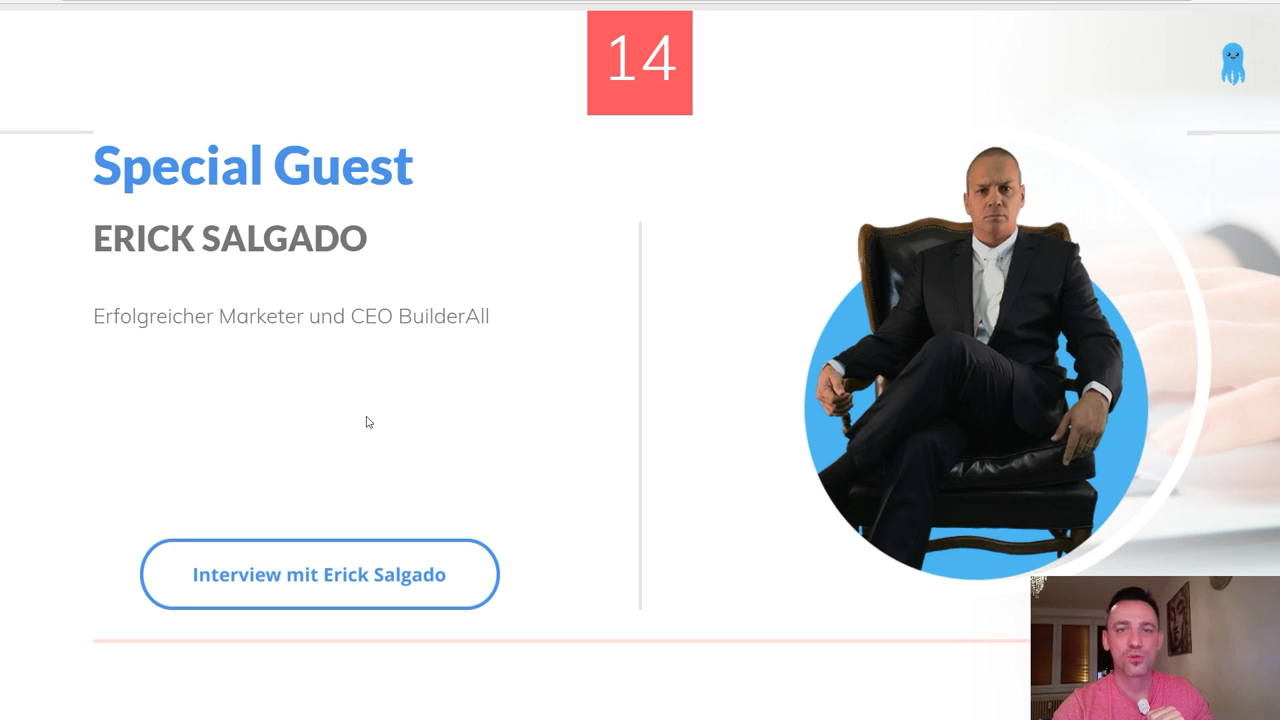 14
Special Guest
ERICK SALGADO
Erfolgreicher Marketer und CEO BuilderAll
Interview mit Erick Salgado